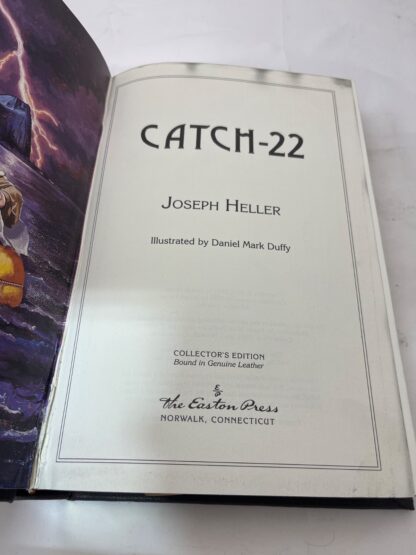 CATCH-22
JOSEPH HELLER
Illustrated by Daniel Mark Duffy
COLLECTOR'S EDITION
Bound in Genuine Leather
The Easton Press
NORWALK, CONNECTICUT